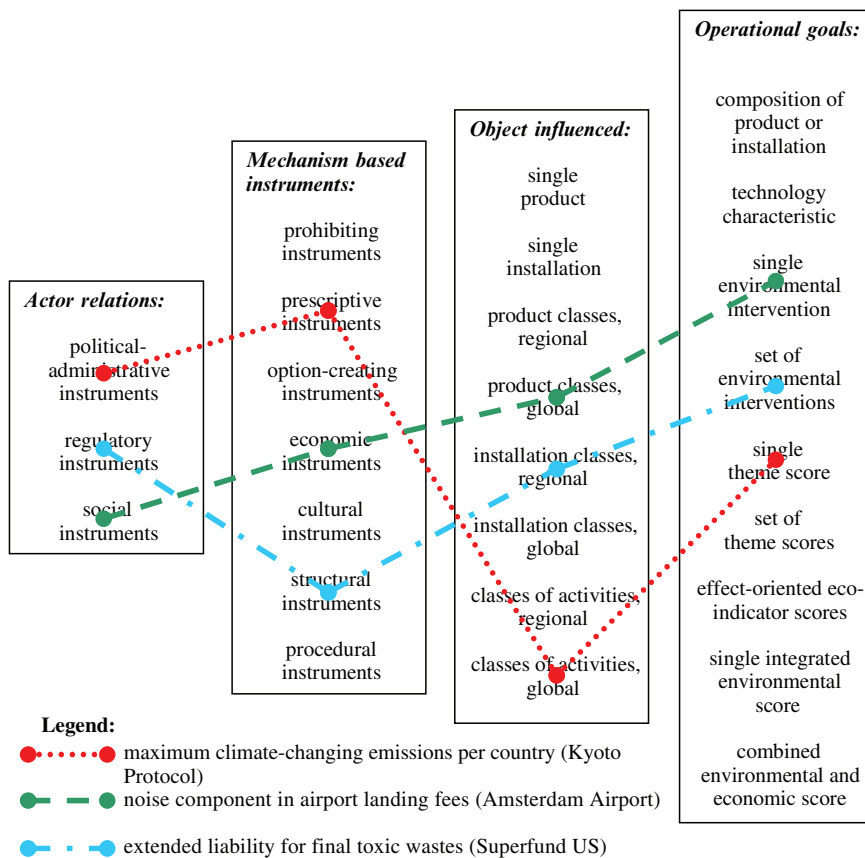 Actor relations:
political-
administrative
instruments
regulatory
instruments
social
instruments
Mechanism based
instruments:
prohibiting
instruments
prescriptive
instruments
option-creating
instruments
economic
instruments
cultural
instruments
structural
instruments
procedural
instruments
Object influenced:
single
product
single
installation
product classes,
regional
product classes,
global
installation classes,
regional
installation classes,
global
classes of activities,
regional
classes of activities,
global
Operational goals:
composition of
product or
installation
technology
characteristic
single
environmental
intervention
set of
environmental
interventions
single
theme score
set of
theme scores
effect-oriented eco-
indicator scores
single integrated
environmental
score
combined
environmental and
economic score
Legend:
maximum climate-changing emissions per country (Kyoto
Protocol)
noise component in airport landing fees (Amsterdam Airport)
extended liability for final toxic wastes (Superfund US)